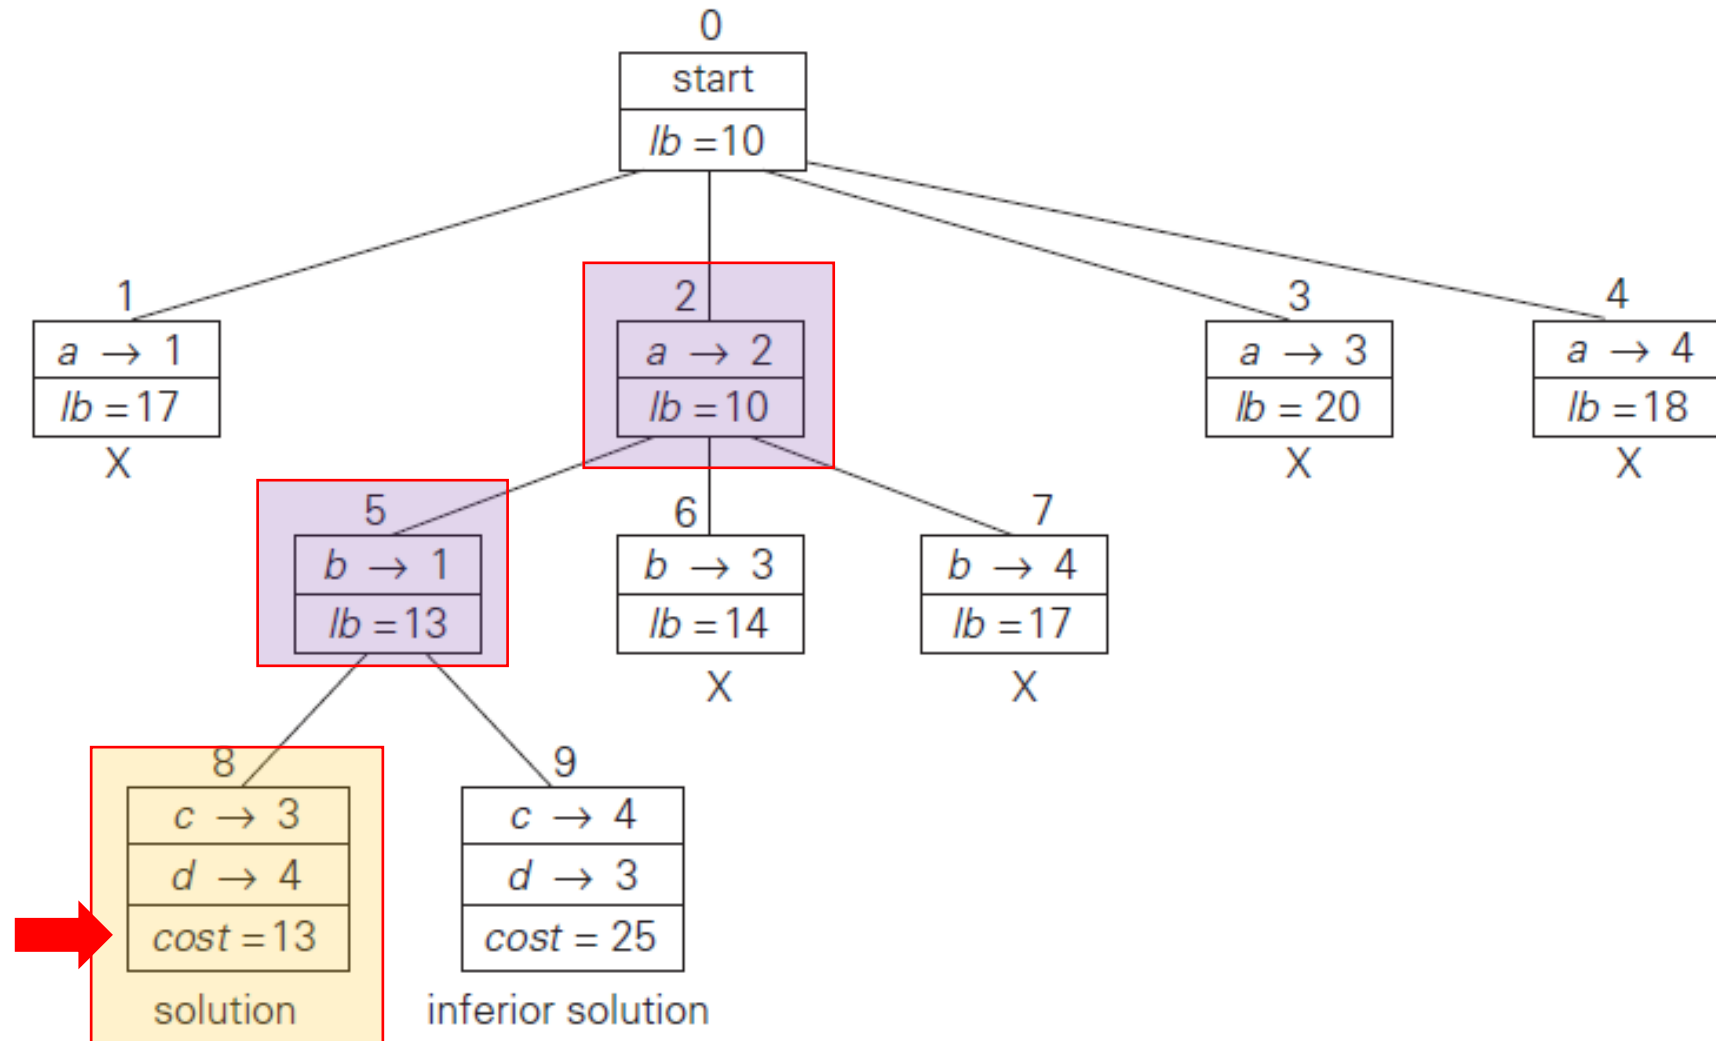 0
start
lb = 10
1
a → 1
lb = 17
X
2
a → 2
lb = 10
3
a → 3
lb = 20
X
4
a → 4
lb = 18
X
5
b → 1
lb = 13
6
b → 3
lb = 14
X
7
b → 4
lb = 17
X
8
c → 3
d → 4
cost = 13
solution
9
c → 4
d → 3
cost = 25
inferior solution